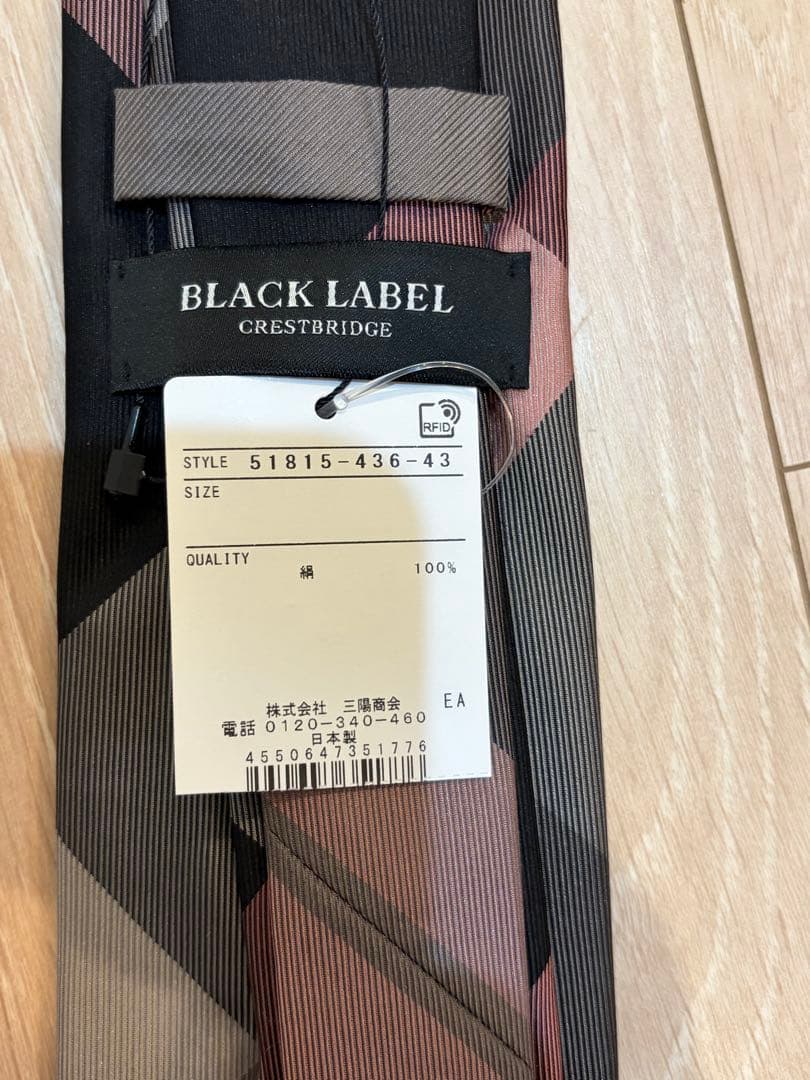 BLACK LABEL
CRESTBRIDGE
RFID
STYLE 51815-436-43
SIZE
QUALITY
絹 100%
株式会社 三陽商会 EA
電話 0120-340-460
日本製
4550647351776